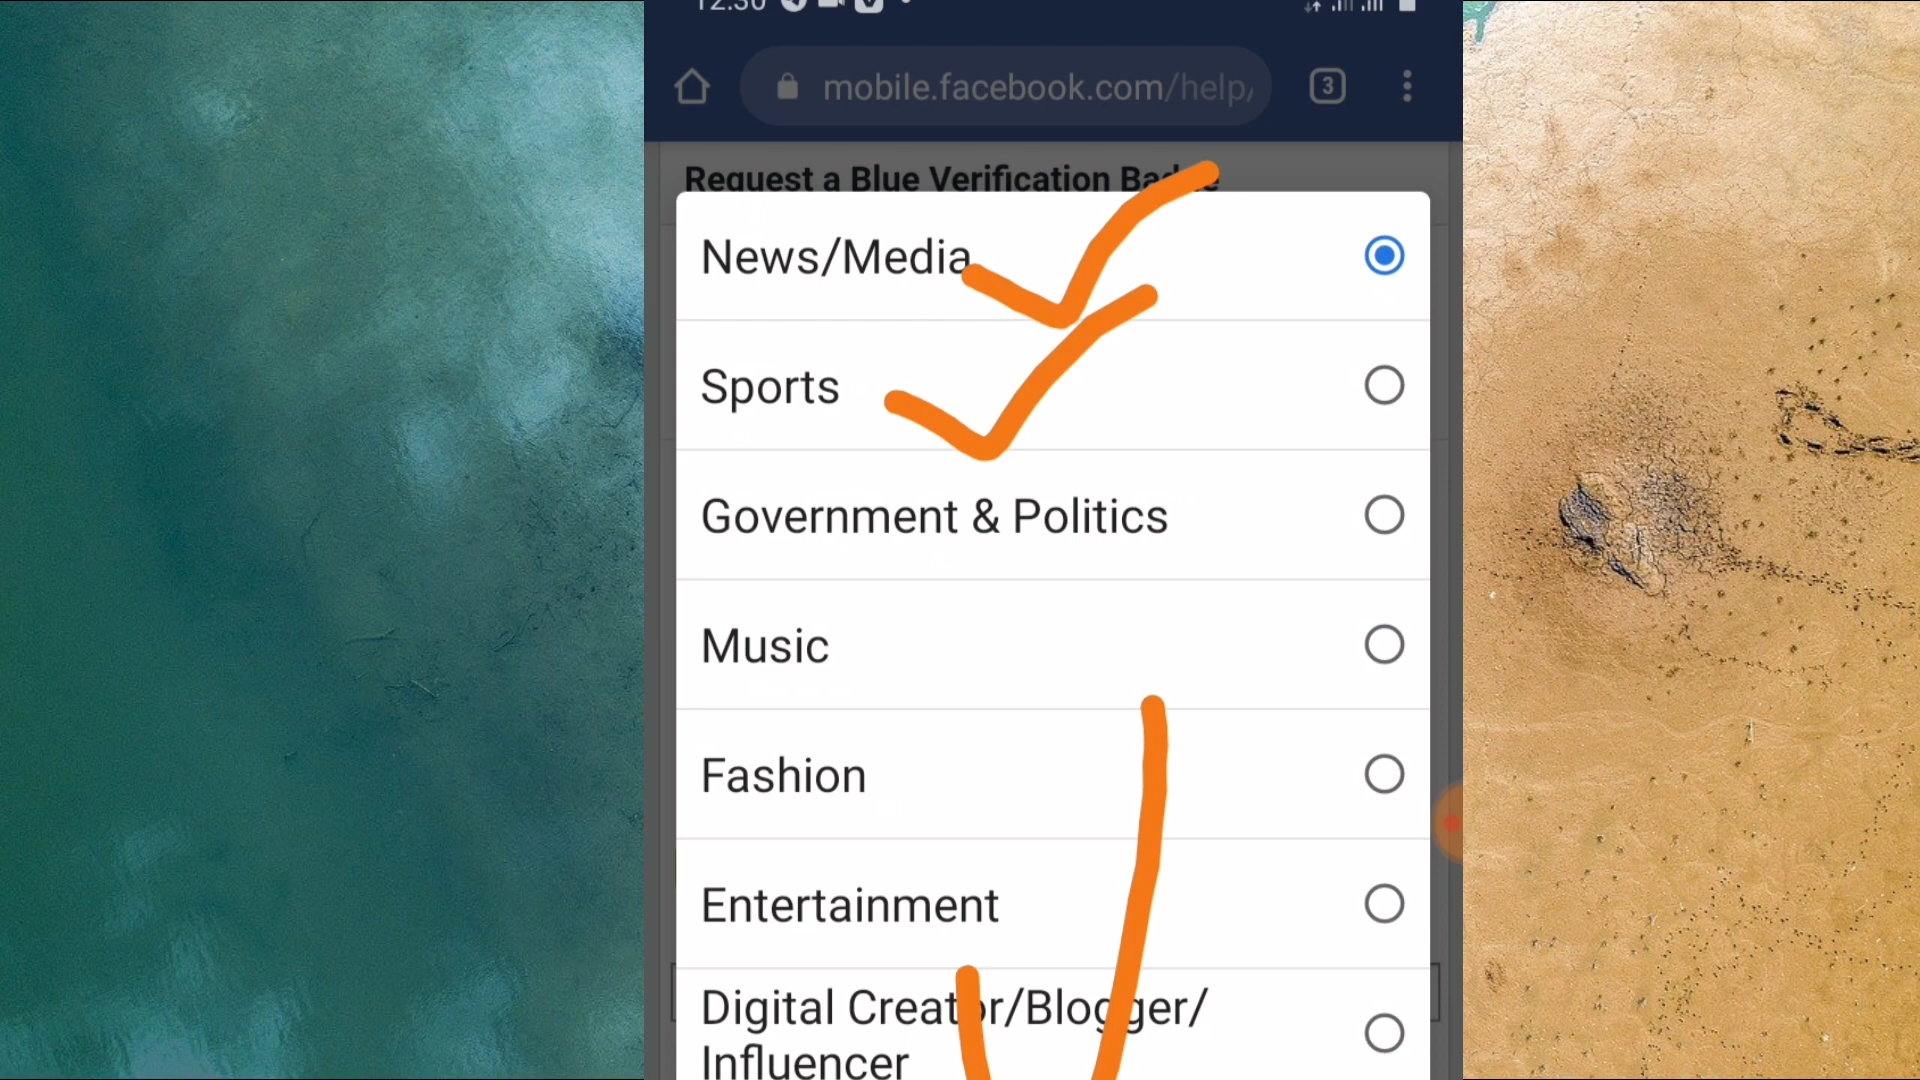 12:30
mobile.facebook.com/help/
3
Request a Blue Verification Badge
News/Media
Sports
Government & Politics
Music
Fashion
Entertainment
Digital Creator/Blogger/
Influencer